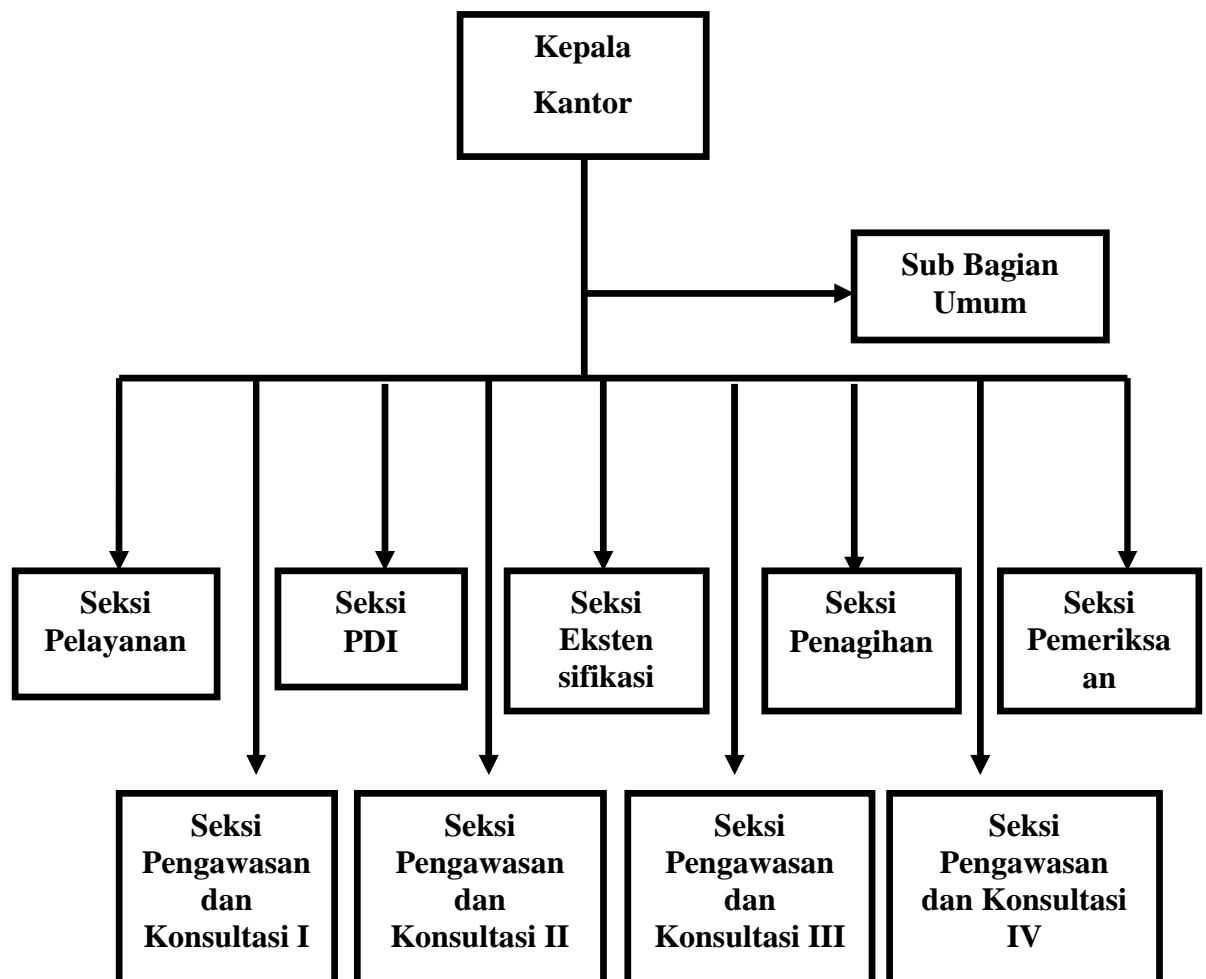 Kepala
Kantor
Sub Bagian
Umum
Seksi
Pelayanan
Seksi
PDI
Seksi
Eksten
sifikasi
Seksi
Penagihan
Seksi
Pemeriksa
an
Seksi
Pengawasan
dan
Konsultasi I
Seksi
Pengawasan
dan
Konsultasi II
Seksi
Pengawasan
dan
Konsultasi III
Seksi
Pengawasan
dan Konsultasi
IV